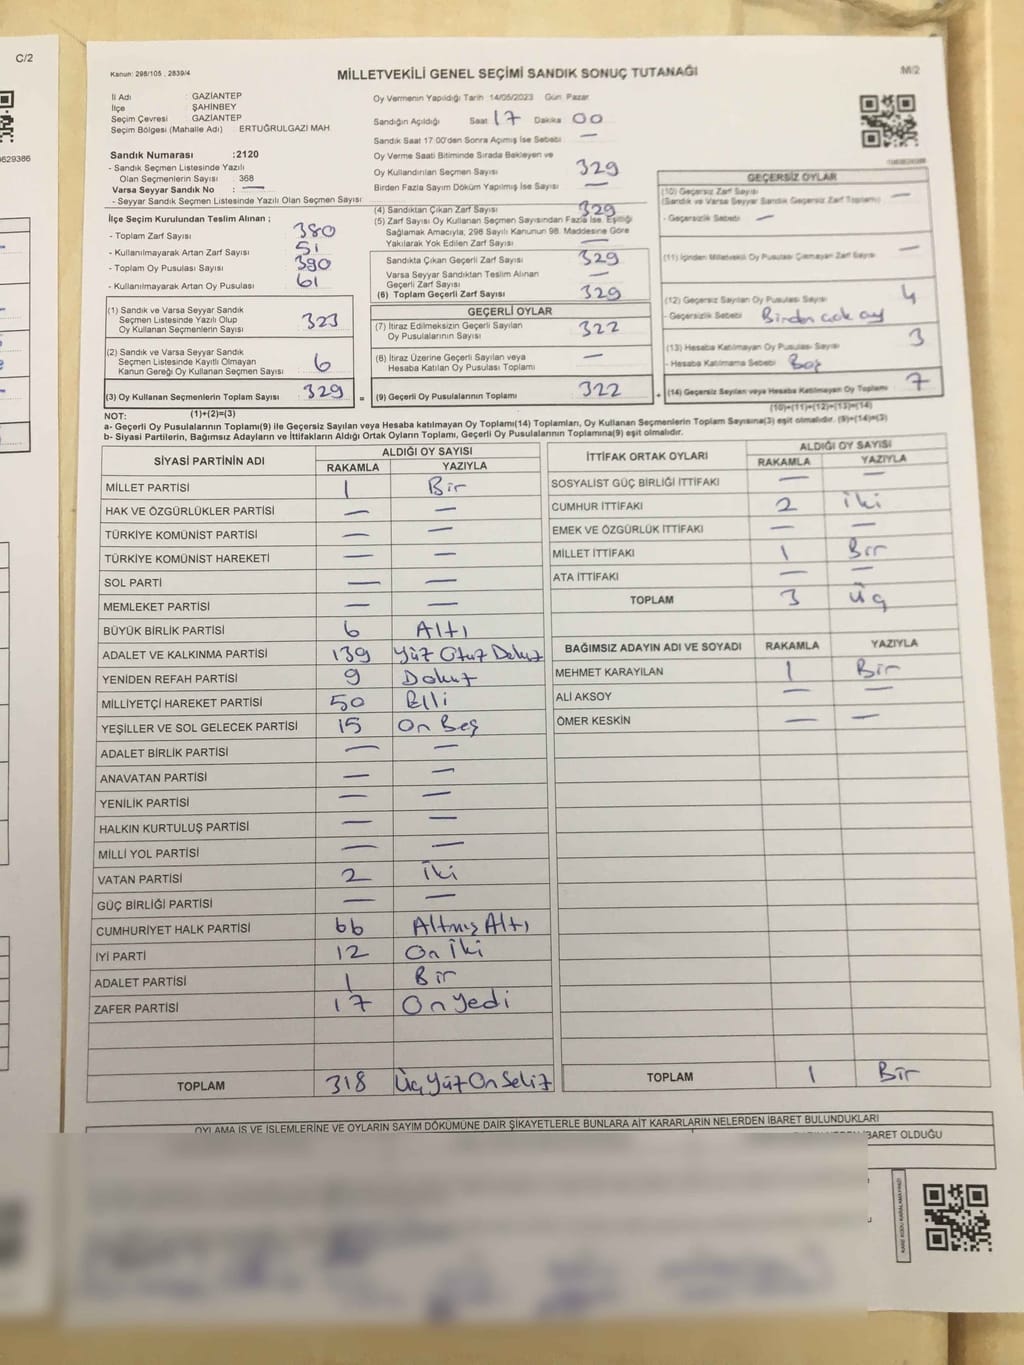 C/2
Kanun: 298/105 , 2839/4
MİLLETVEKİLİ GENEL SEÇİMİ SANDIK SONUÇ TUTANAĞI
M/2
İl Adı : GAZİANTEP
İlçe : ŞAHİNBEY
Seçim Çevresi : GAZİANTEP
Seçim Bölgesi (Mahalle Adı) : ERTUĞRULGAZİ MAH
Sandık Numarası :2120
- Sandık Seçmen Listesinde Yazılı
Olan Seçmenlerin Sayısı : 368
Varsa Seyyar Sandık No : —
- Seyyar Sandık Seçmen Listesinde Yazılı Olan Seçmen Sayısı
Oy Vermenin Yapıldığı Tarih :14/05/2023 Gün: Pazar
Sandığın Açıldığı Saat 17 Dakika 00
Sandık Saat 17:00'den Sonra Açılmış İse Sebebi —
Oy Verme Saati Bitiminde Sırada Bekleyen ve
Oy Kullandırılan Seçmen Sayısı 329
Birden Fazla Sayım Döküm Yapılmış İse Sayısı —
İlçe Seçim Kurulundan Teslim Alınan ;
- Toplam Zarf Sayısı 380
- Kullanılmayarak Artan Zarf Sayısı 51
- Toplam Oy Pusulası Sayısı 390
- Kullanılmayarak Artan Oy Pusulası 61
(4) Sandıktan Çıkan Zarf Sayısı 329
(5) Zarf Sayısı Oy Kullanan Seçmen Sayısından Fazla İse, Eşitliği
Sağlamak Amacıyla, 298 Sayılı Kanunun 98. Maddesine Göre
Yakılarak Yok Edilen Zarf Sayısı —
Sandıkta Çıkan Geçerli Zarf Sayısı 329
Varsa Seyyar Sandıktan Teslim Alınan
Geçerli Zarf Sayısı —
(6) Toplam Geçerli Zarf Sayısı 329
GEÇERSİZ OYLAR
(10) Geçersiz Zarf Sayısı —
(Sandık ve Varsa Seyyar Sandık Geçersiz Zarf Toplamı)
- Geçersizlik Sebebi —
(11) İçinden Milletvekili Oy Pusulası Çıkmayan Zarf Sayısı —
(12) Geçersiz Sayılan Oy Pusulası Sayısı 4
- Geçersizlik Sebebi Birden çok oy
(13) Hesaba Katılmayan Oy Pusulası Sayısı 3
- Hesaba Katılmama Sebebi Boş
(14) Geçersiz Sayılan veya Hesaba Katılmayan Oy Toplamı 7
(10)+(11)+(12)+(13)=(14)
(1) Sandık ve Varsa Seyyar Sandık
Seçmen Listesinde Yazılı Olup
Oy Kullanan Seçmenlerin Sayısı 323
(2) Sandık ve Varsa Seyyar Sandık
Seçmen Listesinde Kayıtlı Olmayan
Kanun Gereği Oy Kullanan Seçmen Sayısı 6
(3) Oy Kullanan Seçmenlerin Toplam Sayısı 329 =
(1)+(2)=(3)
GEÇERLİ OYLAR
(7) İtiraz Edilmeksizin Geçerli Sayılan
Oy Pusulalarının Sayısı 322
(8) İtiraz Üzerine Geçerli Sayılan veya
Hesaba Katılan Oy Pusulası Toplamı —
(9) Geçerli Oy Pusulalarının Toplamı 322 +
NOT:
a- Geçerli Oy Pusulası Toplamı(9) ile Geçersiz Sayılan veya Hesaba katılmayan Oy Toplamı(14) Toplamları, Oy Kullanan Seçmenlerin Toplam Sayısına(3) eşit olmalıdır. (9)+(14)=(3)
b- Siyasi Partilerin, Bağımsız Adayların ve İttifakların Aldığı Ortak Oyların Toplamı, Geçerli Oy Pusulalarının Toplamına(9) eşit olmalıdır.
SİYASİ PARTİNİN ADI ALDIĞI OY SAYISI
RAKAMLA YAZIYLA
MİLLET PARTİSİ 1 Bir
HAK VE ÖZGÜRLÜKLER PARTİSİ — —
TÜRKİYE KOMÜNİST PARTİSİ — —
TÜRKİYE KOMÜNİST HAREKETİ — —
SOL PARTİ — —
MEMLEKET PARTİSİ — —
BÜYÜK BİRLİK PARTİSİ 6 Altı
ADALET VE KALKINMA PARTİSİ 139 Yüz Otuz Dokuz
YENİDEN REFAH PARTİSİ 9 Dokuz
MİLLİYETÇİ HAREKET PARTİSİ 50 Elli
YEŞİLLER VE SOL GELECEK PARTİSİ 15 On Beş
ADALET BİRLİK PARTİSİ — —
ANAVATAN PARTİSİ — —
YENİLİK PARTİSİ — —
HALKIN KURTULUŞ PARTİSİ — —
MİLLİ YOL PARTİSİ — —
VATAN PARTİSİ 2 İki
GÜÇ BİRLİĞİ PARTİSİ — —
CUMHURİYET HALK PARTİSİ 66 Altmış Altı
İYİ PARTİ 12 On İki
ADALET PARTİSİ 1 Bir
ZAFER PARTİSİ 17 On yedi
TOPLAM 318 Üç Yüz On Sekiz
İTTİFAK ORTAK OYLARI ALDIĞI OY SAYISI
RAKAMLA YAZIYLA
SOSYALİST GÜÇ BİRLİĞİ İTTİFAKI — —
CUMHUR İTTİFAKI 2 İki
EMEK VE ÖZGÜRLÜK İTTİFAKI — —
MİLLET İTTİFAKI 1 Bir
ATA İTTİFAKI — —
TOPLAM 3 Üç
BAĞIMSIZ ADAYIN ADI VE SOYADI RAKAMLA YAZIYLA
MEHMET KARAYILAN 1 Bir
ALİ AKSOY — —
ÖMER KESKİN — —
TOPLAM 1 Bir
OYLAMA İŞ VE İŞLEMLERİNE VE OYLARIN SAYIM DÖKÜMÜNE DAİR ŞİKAYETLERLE BUNLARA AİT KARARLARIN NELERDEN İBARET BULUNDUKLARI
İBARET OLDUĞU